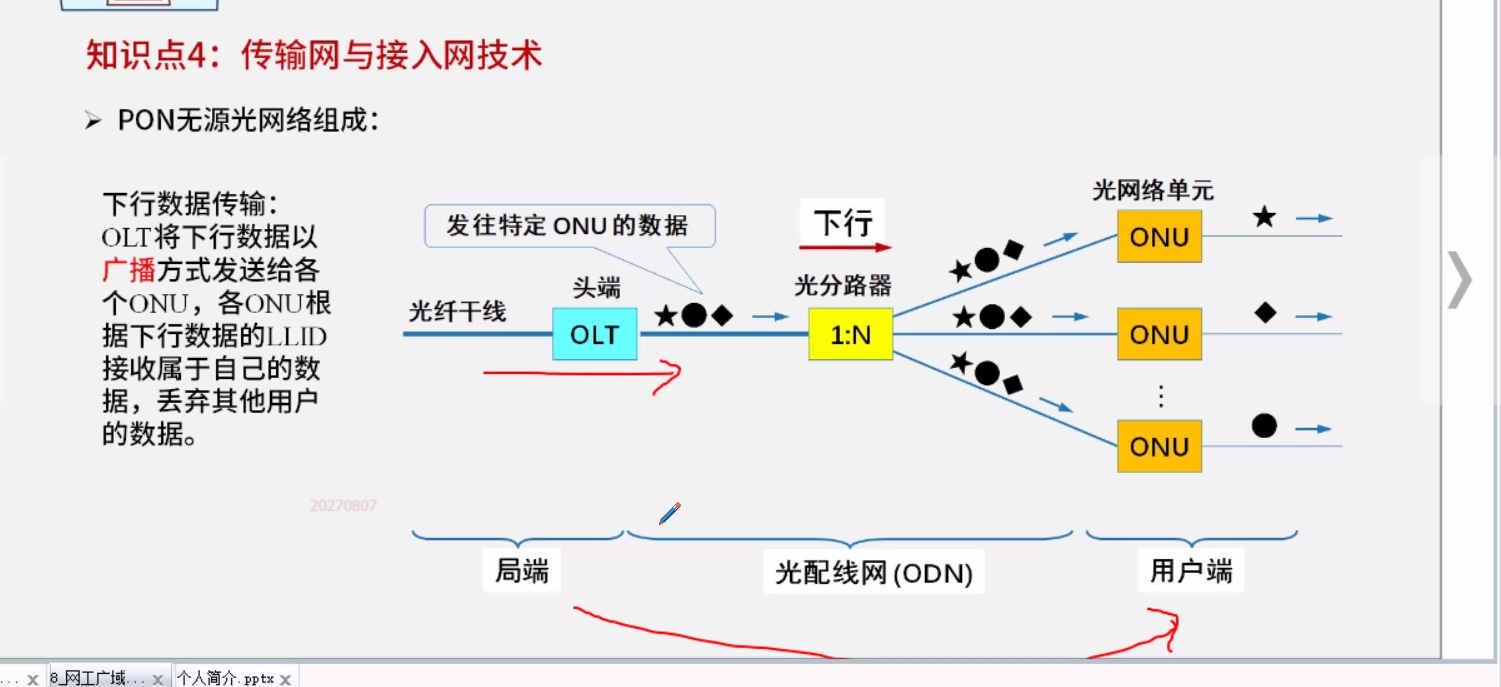 知识点4：传输网与接入网技术
➢ PON无源光网络组成：
下行数据传输：
OLT将下行数据以
广播方式发送给各
个ONU，各ONU根
据下行数据的LLID
接收属于自己的数
据，丢弃其他用户
的数据。
发往特定 ONU 的数据
下行
光网络单元
头端
光分路器
光纤干线
OLT
1:N
ONU
ONU
⋮
ONU
20270807
局端
光配线网(ODN)
用户端
... x 8_网工广域... x 个人简介.pptx x